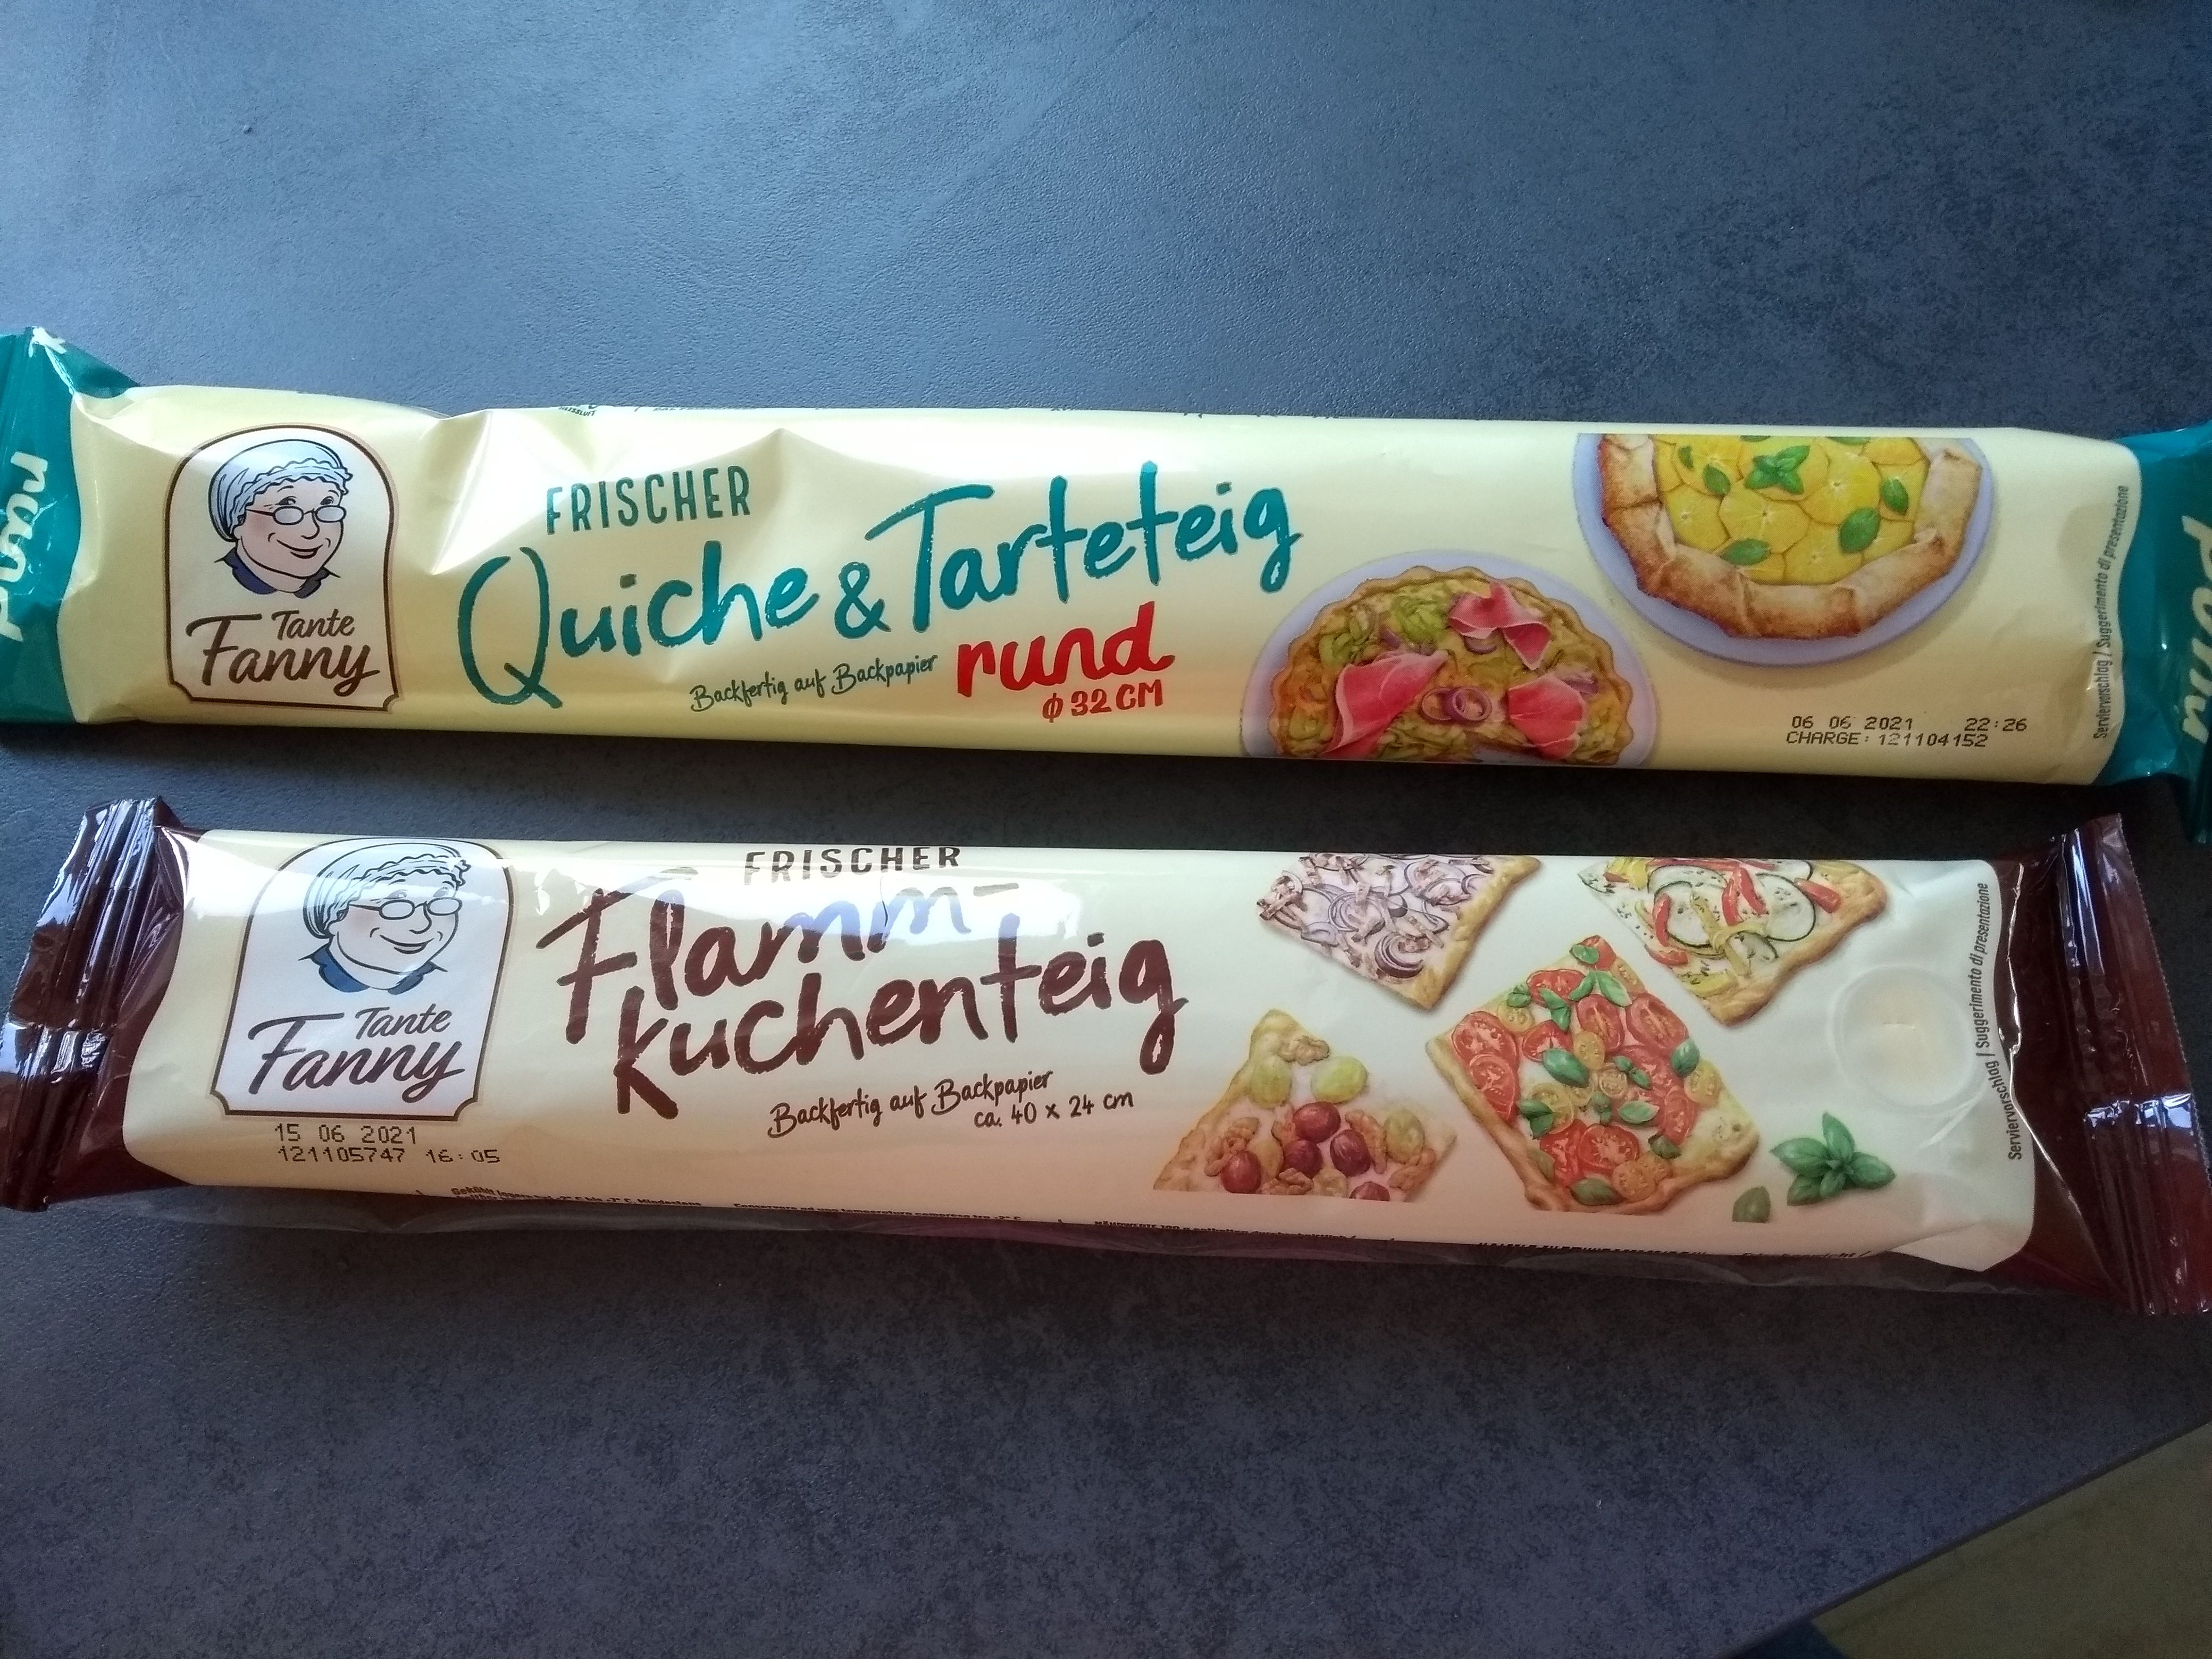 rund
Tante
Fanny
FRISCHER
Quiche & Tarteteig
rund
Backfertig auf Backpapier
ϕ 32 CM
06 06 2021 22:26
CHARGE: 121104152
Serviervorschlag / Suggerimento di presentazione
rund
Tante
Fanny
15 06 2021
121105747 16:05
FRISCHER
Flamm-
kuchenteig
Backfertig auf Backpapier
ca. 40 x 24 cm
Serviervorschlag / Suggerimento di presentazione